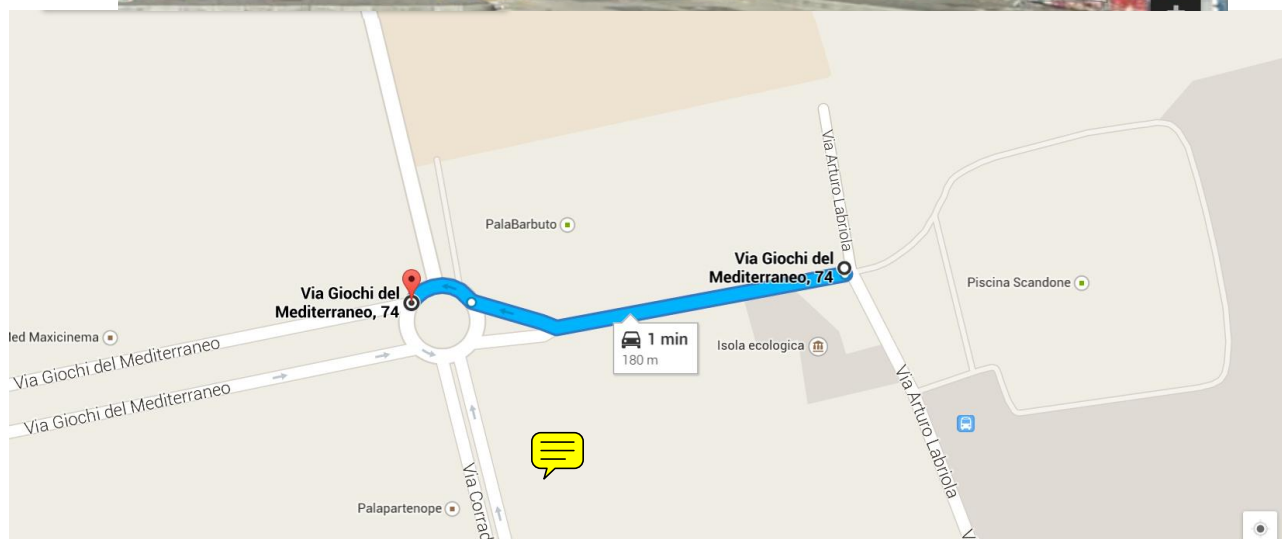 PalaBarbuto
Via Arturo Labriola
Via Giochi del
Mediterraneo, 74
Piscina Scandone
Via Giochi del
Mediterraneo, 74
led Maxicinema
1 min
180 m
Isola ecologica
Via Giochi del Mediterraneo
Via Giochi del Mediterraneo
Via Arturo Labriola
Palapartenope
Via Corrad
V